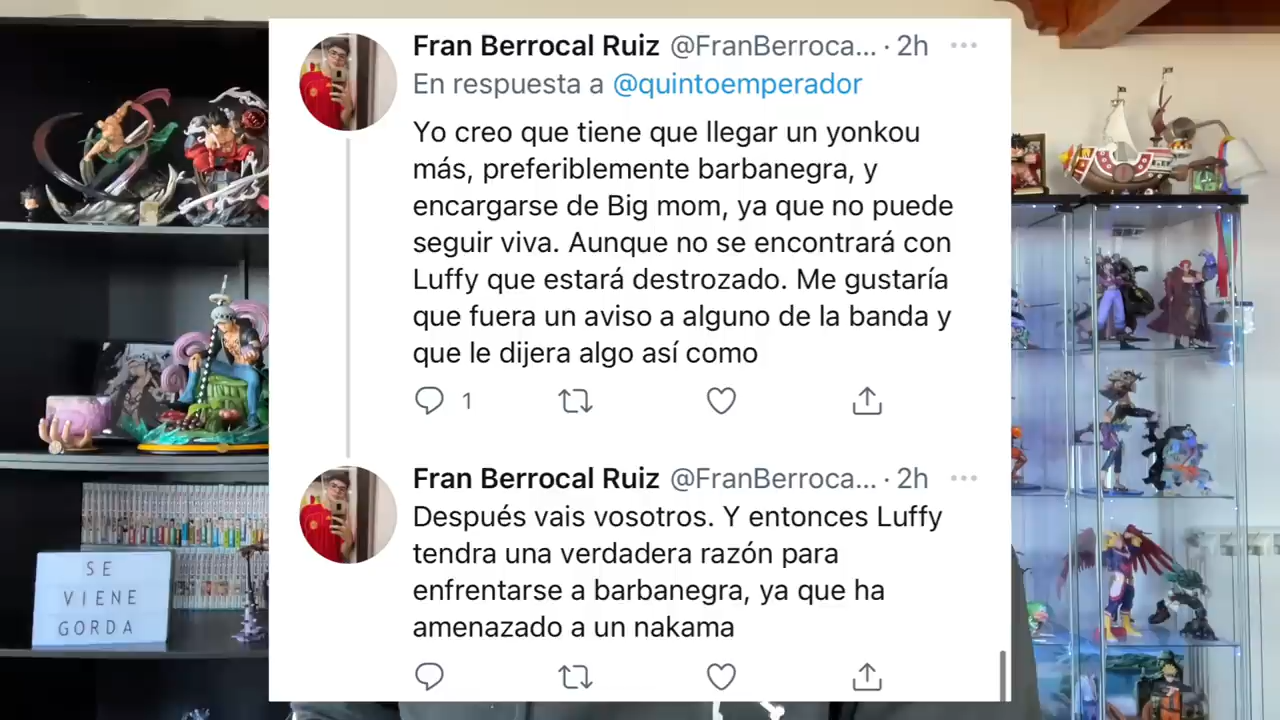 Fran Berrocal Ruiz @FranBerroca... · 2h
En respuesta a @quintoemperador
Yo creo que tiene que llegar un yonkou
más, preferiblemente barbanegra, y
encargarse de Big mom, ya que no puede
seguir viva. Aunque no se encontrará con
Luffy que estará destrozado. Me gustaría
que fuera un aviso a alguno de la banda y
que le dijera algo así como
1
Fran Berrocal Ruiz @FranBerroca... · 2h
Después vais vosotros. Y entonces Luffy
tendra una verdadera razón para
enfrentarse a barbanegra, ya que ha
amenazado a un nakama
SE
VIENE
GORDA